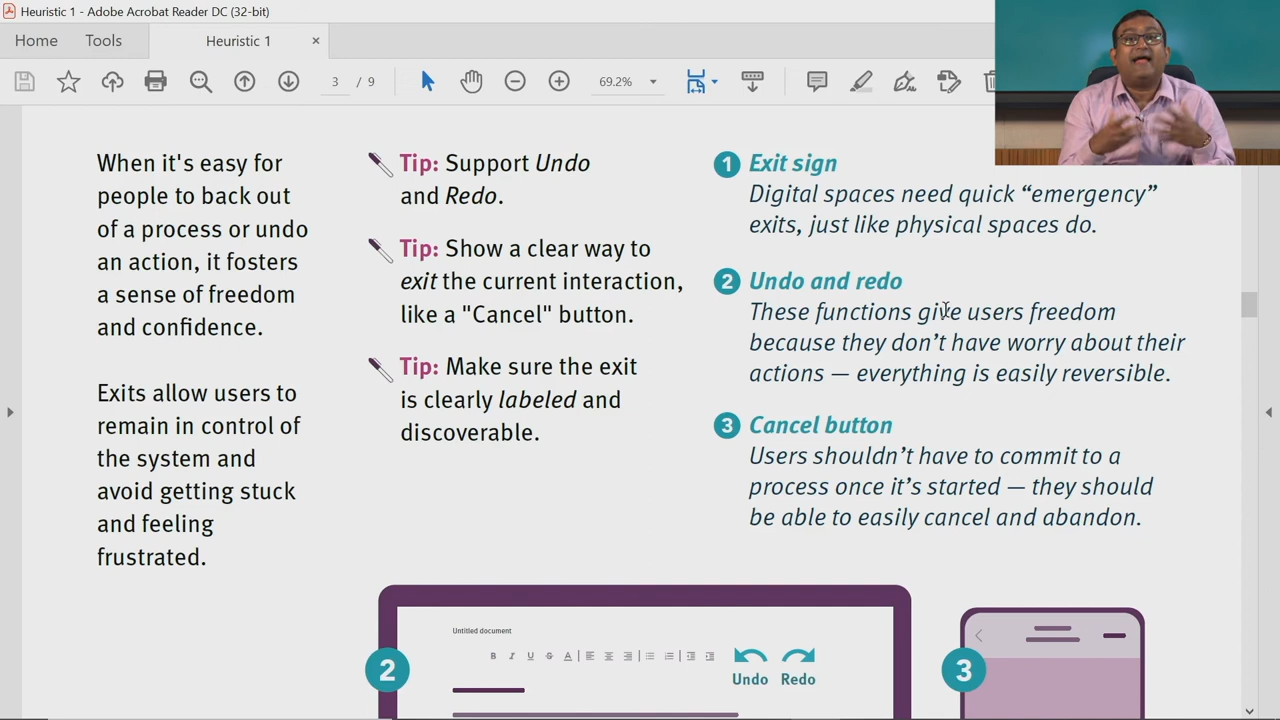 Heuristic 1 - Adobe Acrobat Reader DC (32-bit)
Home
Tools
Heuristic 1
×
3 / 9
69.2%
When it's easy for
people to back out
of a process or undo
an action, it fosters
a sense of freedom
and confidence.
Exits allow users to
remain in control of
the system and
avoid getting stuck
and feeling
frustrated.
Tip: Support Undo
and Redo.
Tip: Show a clear way to
exit the current interaction,
like a "Cancel" button.
Tip: Make sure the exit
is clearly labeled and
discoverable.
1 Exit sign
Digital spaces need quick “emergency”
exits, just like physical spaces do.
2 Undo and redo
These functions give users freedom
because they don’t have worry about their
actions — everything is easily reversible.
3 Cancel button
Users shouldn’t have to commit to a
process once it’s started — they should
be able to easily cancel and abandon.
2
Untitled document
B I U S A
Undo Redo
3